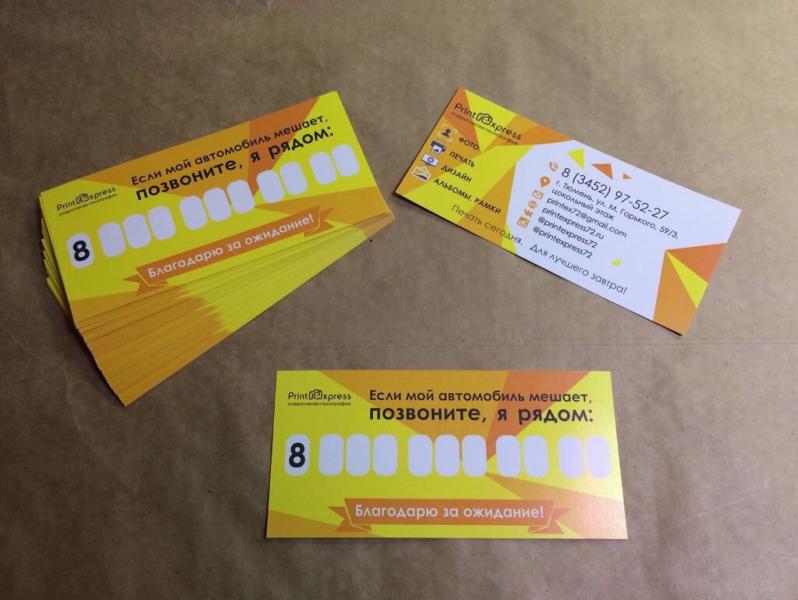 PrintExpress
оперативная полиграфия
Если мой автомобиль мешает,
позвоните, я рядом:
8
Благодарю за ожидание!
PrintExpress
оперативная полиграфия
ФОТО
ПЕЧАТЬ
ДИЗАЙН
АЛЬБОМЫ, РАМКИ
Печать сегодня. Для лучшего завтра!
8 (3452) 97-52-27
г. Тюмень, ул. М. Горького, 59/3,
цокольный этаж
printex72@gmail.com
printexpress72.ru
@printexpress72
@printexpress72
PrintExpress
оперативная полиграфия
Если мой автомобиль мешает,
позвоните, я рядом:
8
Благодарю за ожидание!